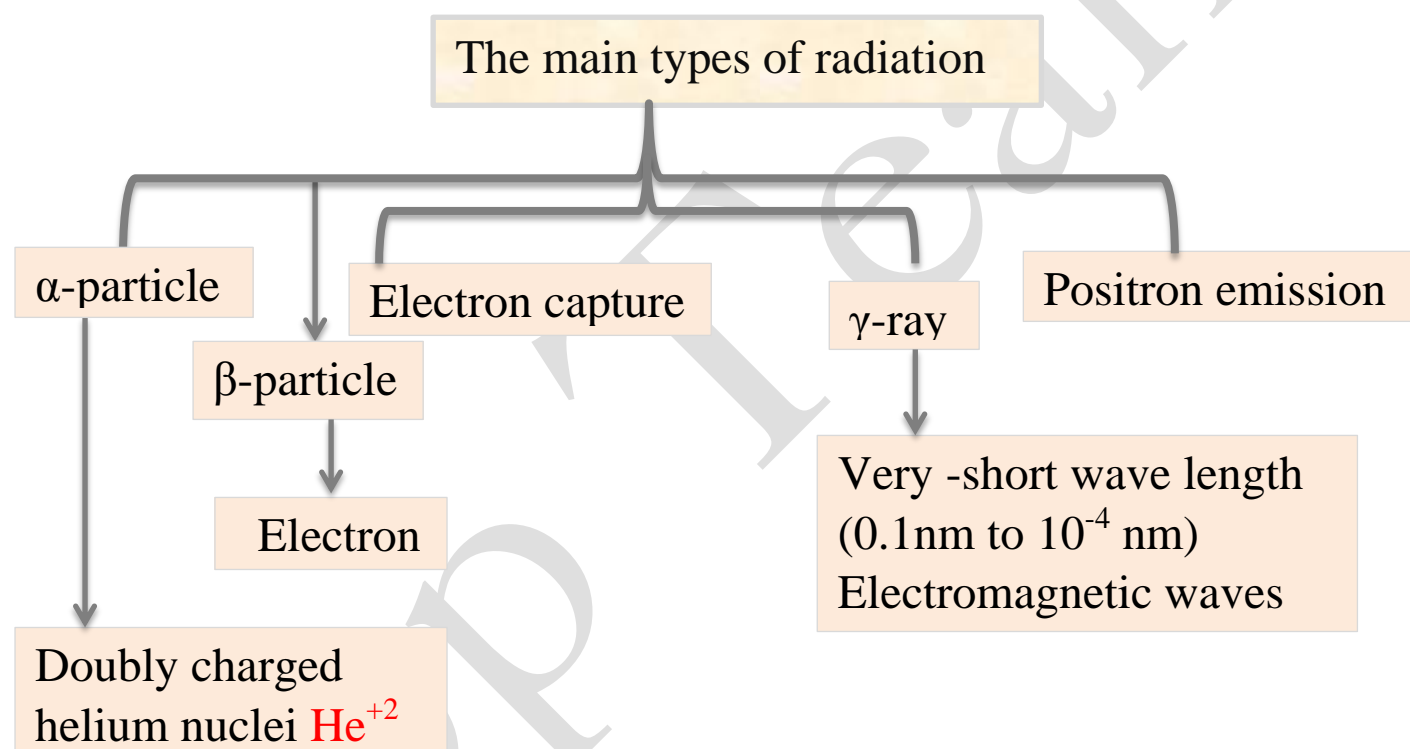 The main types of radiation
α-particle
Electron capture
γ-ray
Positron emission
β-particle
Electron
Very -short wave length
(0.1nm to 10⁻⁴ nm)
Electromagnetic waves
Doubly charged
helium nuclei He⁺²